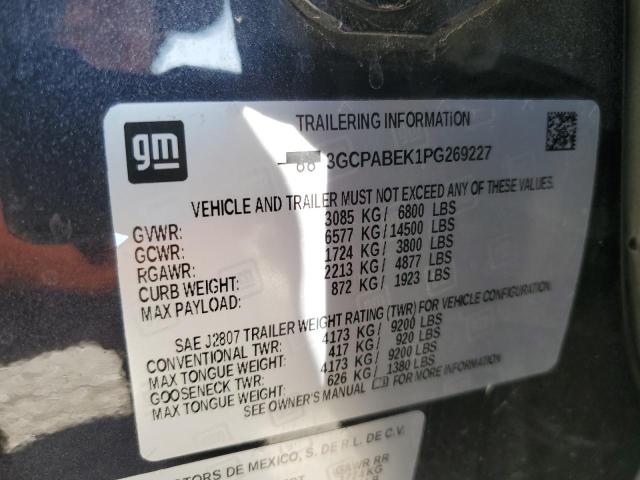 gm
TRAILERING INFORMATION
3GCPABEK1PG269227
VEHICLE AND TRAILER MUST NOT EXCEED ANY OF THESE VALUES.
GVWR: 3085 KG/ 6800 LBS
GCWR: 6577 KG/14500 LBS
RGAWR: 1724 KG/ 3800 LBS
CURB WEIGHT: 2213 KG/ 4877 LBS
MAX PAYLOAD: 872 KG/ 1923 LBS
SAE J2807 TRAILER WEIGHT RATING (TWR) FOR VEHICLE CONFIGURATION.
CONVENTIONAL TWR: 4173 KG/ 9200 LBS
MAX TONGUE WEIGHT: 417 KG/ 920 LBS
GOOSENECK TWR: 4173 KG/ 9200 LBS
MAX TONGUE WEIGHT: 626 KG/ 1380 LBS
SEE OWNER'S MANUAL FOR MORE INFORMATION
TORS DE MEXICO, S. DE R.L. DE C.V.
GAWR RR